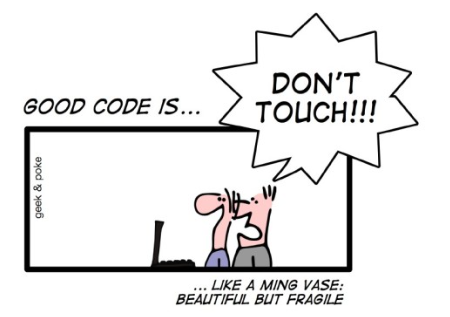 GOOD CODE IS...
DON'T
TOUCH!!!
geek & poke
... LIKE A MING VASE:
BEAUTIFUL BUT FRAGILE